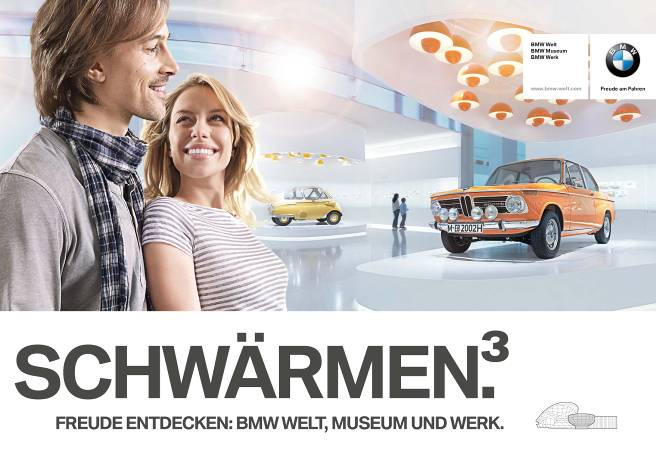 BMW Welt
BMW Museum
BMW Werk
www.bmw-welt.com
BMW
Freude am Fahren
M·EB 2002H
SCHWÄRMEN.³
FREUDE ENTDECKEN: BMW WELT, MUSEUM UND WERK.